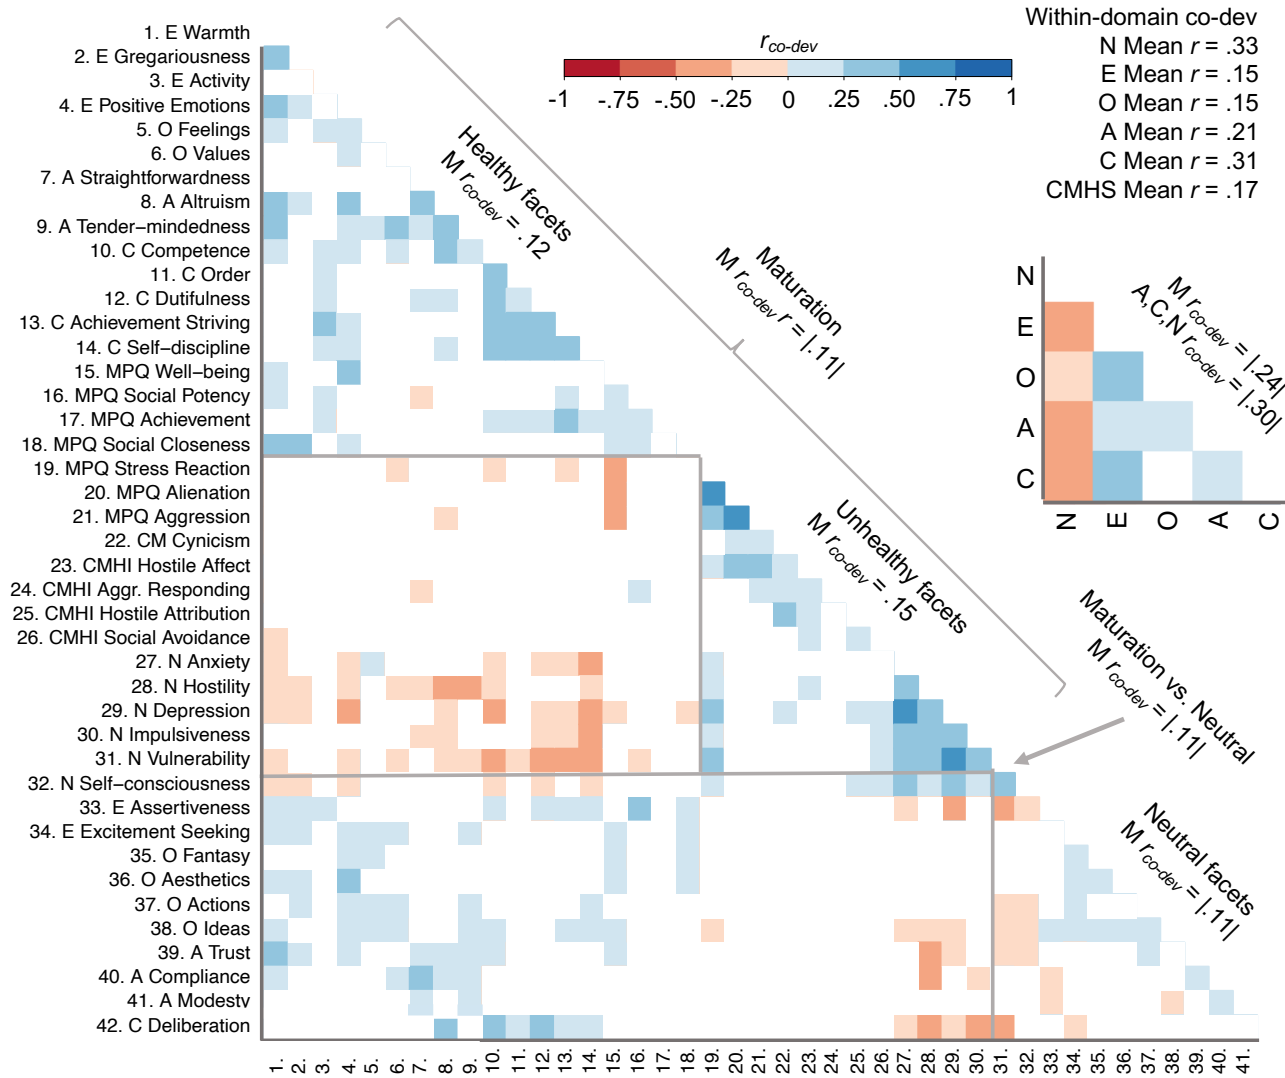 1. E Warmth
2. E Gregariousness
3. E Activity
4. E Positive Emotions
5. O Feelings
6. O Values
7. A Straightforwardness
8. A Altruism
9. A Tender−mindedness
10. C Competence
11. C Order
12. C Dutifulness
13. C Achievement Striving
14. C Self−discipline
15. MPQ Well−being
16. MPQ Social Potency
17. MPQ Achievement
18. MPQ Social Closeness
19. MPQ Stress Reaction
20. MPQ Alienation
21. MPQ Aggression
22. CM Cynicism
23. CMHI Hostile Affect
24. CMHI Aggr. Responding
25. CMHI Hostile Attribution
26. CMHI Social Avoidance
27. N Anxiety
28. N Hostility
29. N Depression
30. N Impulsiveness
31. N Vulnerability
32. N Self−consciousness
33. E Assertiveness
34. E Excitement Seeking
35. O Fantasy
36. O Aesthetics
37. O Actions
38. O Ideas
39. A Trust
40. A Compliance
41. A Modestv
42. C Deliberation
1. 2. 3. 4. 5. 6. 7. 8. 9. 10. 11. 12. 13. 14. 15. 16. 17. 18. 19. 20. 21. 22. 23. 24. 25. 26. 27. 28. 29. 30. 31. 32. 33. 34. 35. 36. 37. 38. 39. 40. 41.
r co-dev
-1 -.75 -.50 -.25 0 .25 .50 .75 1
Within-domain co-dev
N Mean r = .33
E Mean r = .15
O Mean r = .15
A Mean r = .21
C Mean r = .31
CMHS Mean r = .17
Healthy facets
M r co-dev = .12
Maturation
M r co-dev r = |.11|
Unhealthy facets
M r co-dev = .15
Maturation vs. Neutral
M r co-dev = |.11|
Neutral facets
M r co-dev = |.11|
M r co-dev = |.24|
A,C,N r co-dev = |.30|
N
E
O
A
C
N E O A C